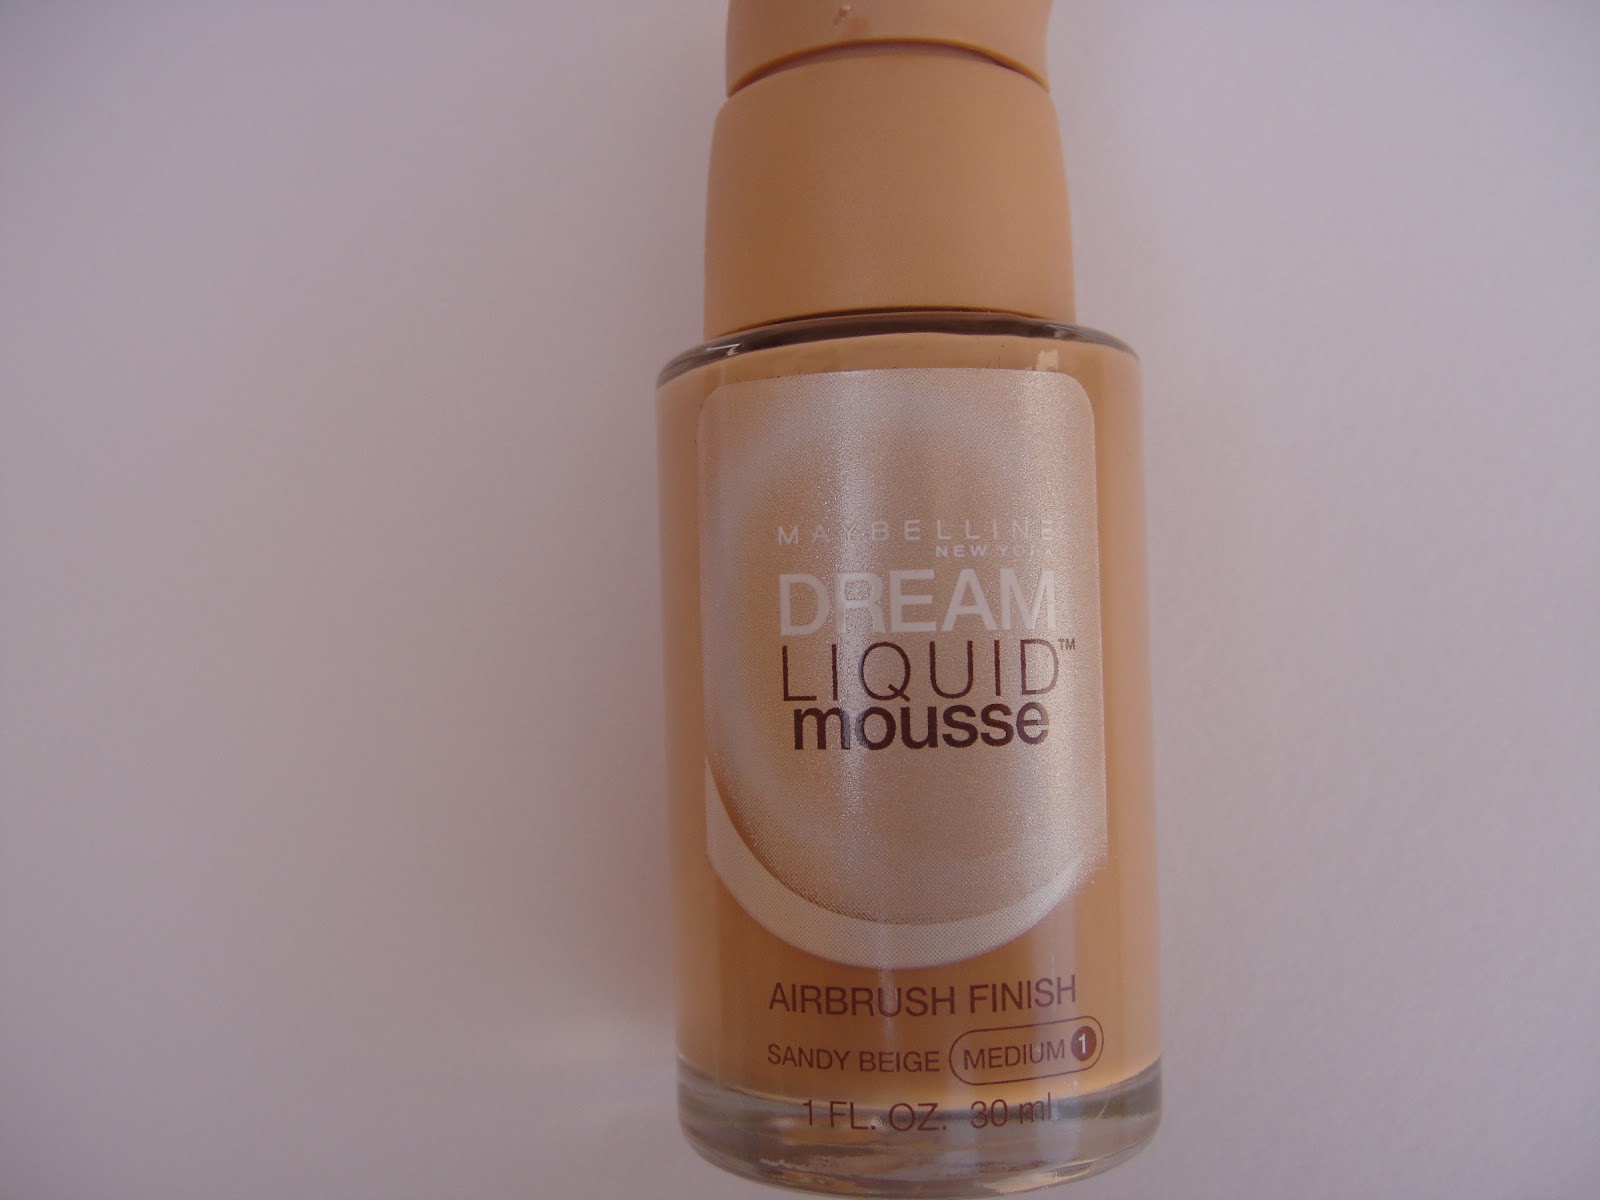 MAYBELLINE
NEW YORK
DREAM
LIQUID™
mousse
AIRBRUSH FINISH
SANDY BEIGE MEDIUM 1
1 FL. OZ. 30 ml